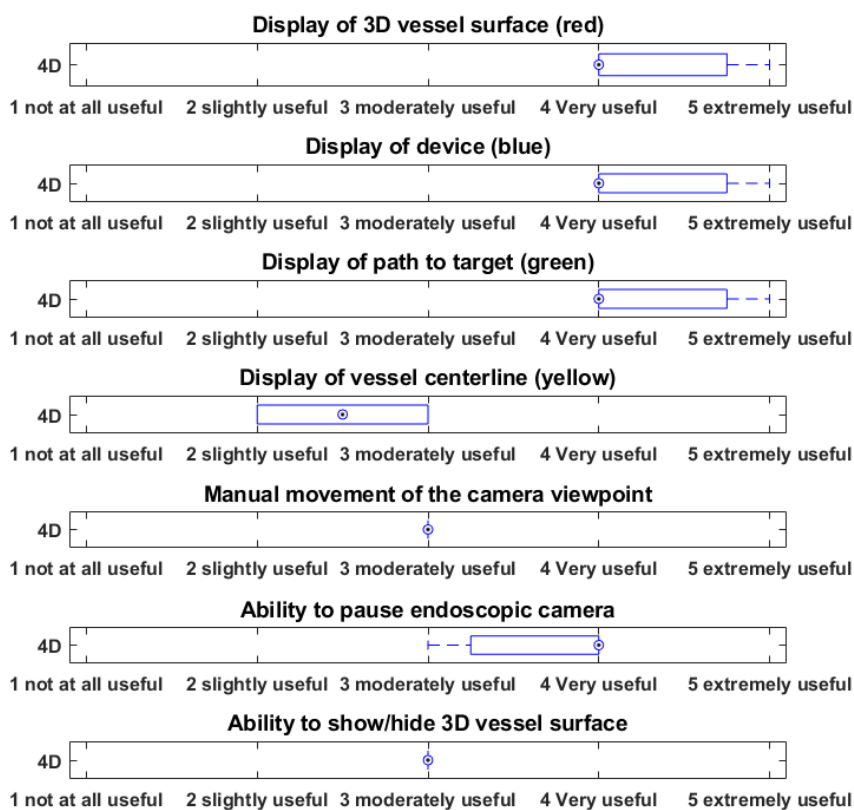 Display of 3D vessel surface (red)
4D
1 not at all useful 2 slightly useful 3 moderately useful 4 Very useful 5 extremely useful
Display of device (blue)
4D
1 not at all useful 2 slightly useful 3 moderately useful 4 Very useful 5 extremely useful
Display of path to target (green)
4D
1 not at all useful 2 slightly useful 3 moderately useful 4 Very useful 5 extremely useful
Display of vessel centerline (yellow)
4D
1 not at all useful 2 slightly useful 3 moderately useful 4 Very useful 5 extremely useful
Manual movement of the camera viewpoint
4D
1 not at all useful 2 slightly useful 3 moderately useful 4 Very useful 5 extremely useful
Ability to pause endoscopic camera
4D
1 not at all useful 2 slightly useful 3 moderately useful 4 Very useful 5 extremely useful
Ability to show/hide 3D vessel surface
4D
1 not at all useful 2 slightly useful 3 moderately useful 4 Very useful 5 extremely useful